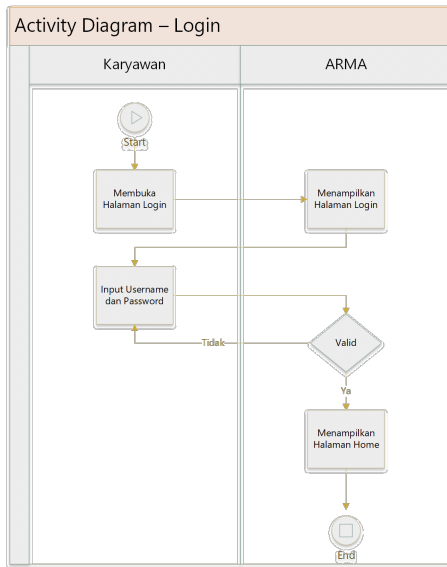 Activity Diagram – Login
Karyawan
ARMA
Start
Membuka
Halaman Login
Menampilkan
Halaman Login
Input Username
dan Password
Valid
Tidak
Ya
Menampilkan
Halaman Home
End